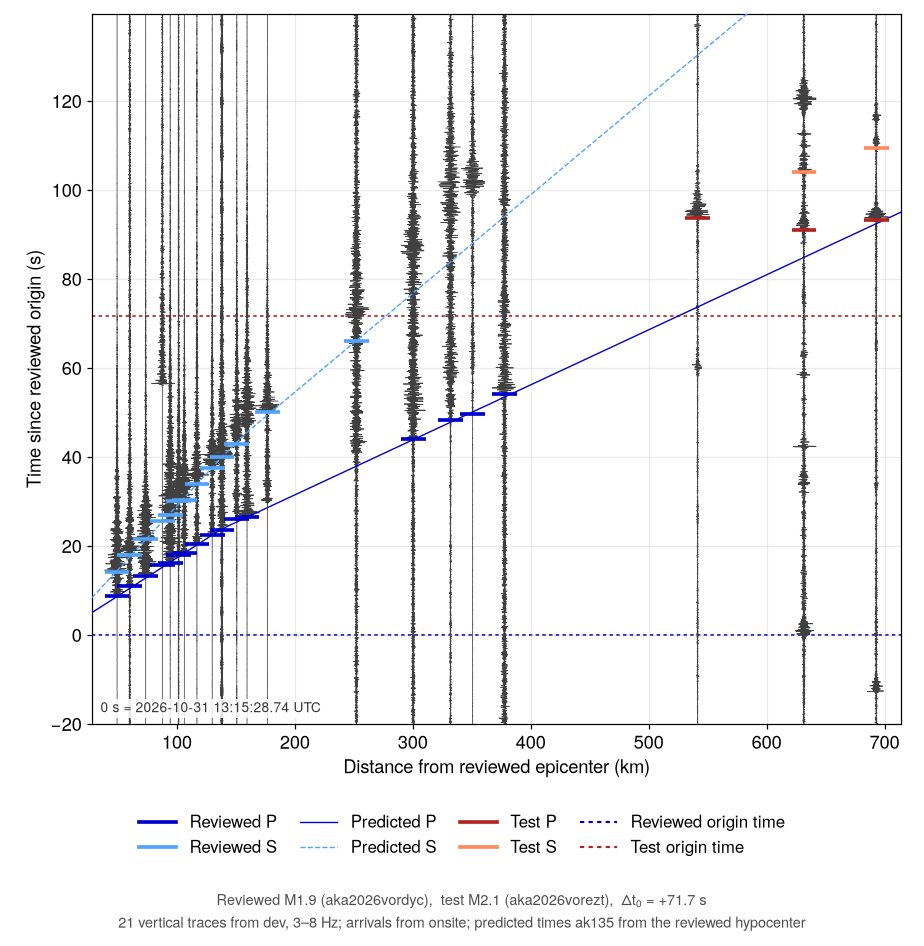 120
100
80
60
40
20
0
−20
Time since reviewed origin (s)
0 s = 2026-10-31 13:15:28.74 UTC
100 200 300 400 500 600 700
Distance from reviewed epicenter (km)
Reviewed P Predicted P Test P Reviewed origin time
Reviewed S Predicted S Test S Test origin time
Reviewed M1.9 (aka2026vordyc), test M2.1 (aka2026vorezt), Δt₀ = +71.7 s
21 vertical traces from dev, 3–8 Hz; arrivals from onsite; predicted times ak135 from the reviewed hypocenter